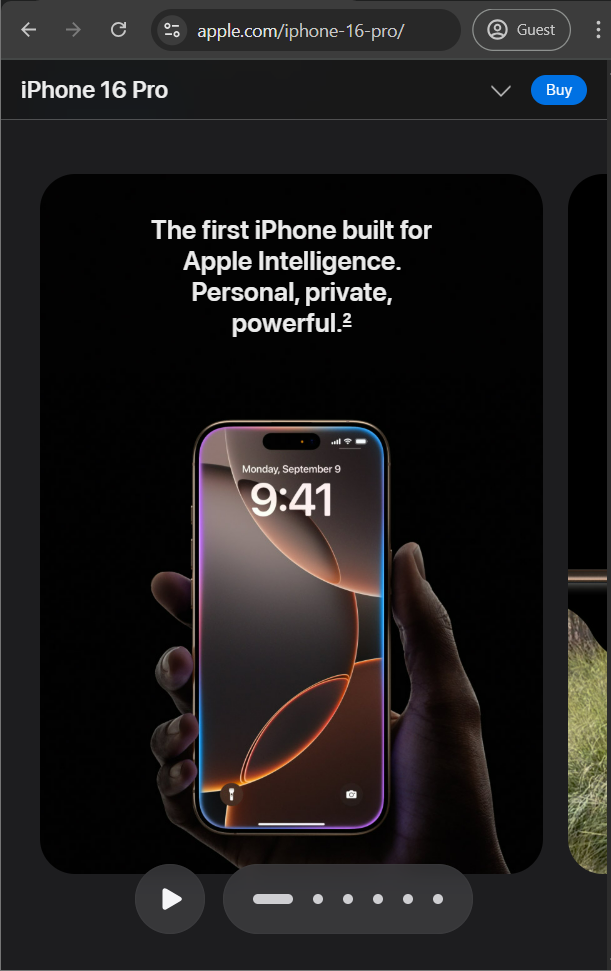 apple.com/iphone-16-pro/
Guest
iPhone 16 Pro
Buy
The first iPhone built for
Apple Intelligence.
Personal, private,
powerful.²
Monday, September 9
9:41